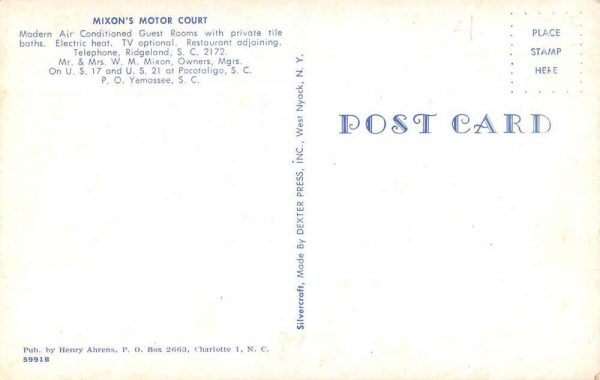 MIXON'S MOTOR COURT
Modern Air Conditioned Guest Rooms with private tile
baths. Electric heat. TV optional. Restaurant adjoining.
Telephone, Ridgeland, S. C. 2172.
Mr. & Mrs. W. M. Mixon, Owners, Mgrs.
On U. S. 17 and U. S. 21 at Pocotaligo, S. C.
P. O. Yemassee, S. C.
Pub. by Henry Ahrens, P. O. Box 2663, Charlotte 1, N. C.
59918
Silvercraft, Made By DEXTER PRESS, INC., West Nyack, N. Y.
PLACE
STAMP
HERE
POST CARD